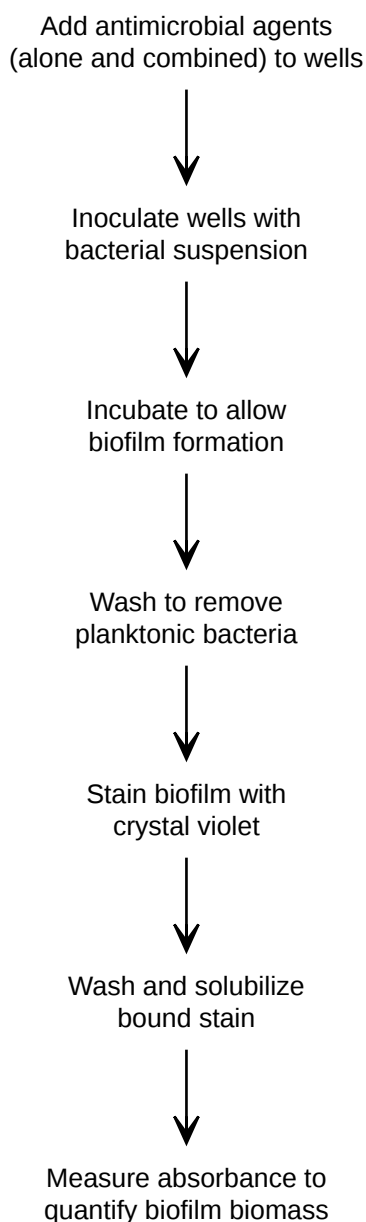 Add antimicrobial agents
(alone and combined) to wells
Inoculate wells with
bacterial suspension
Incubate to allow
biofilm formation
Wash to remove
planktonic bacteria
Stain biofilm with
crystal violet
Wash and solubilize
bound stain
Measure absorbance to
quantify biofilm biomass